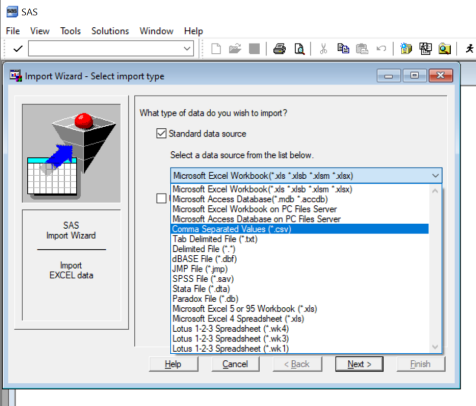 SAS
File View Tools Solutions Window Help
Import Wizard - Select import type
What type of data do you wish to import?
Standard data source
Select a data source from the list below.
Microsoft Excel Workbook(*.xls *.xlsb *.xlsm *.xlsx)
Microsoft Excel Workbook(*.xls *.xlsb *.xlsm *.xlsx)
Microsoft Access Database(*.mdb *.accdb)
Microsoft Excel Workbook on PC Files Server
Microsoft Access Database on PC Files Server
Comma Separated Values (*.csv)
Tab Delimited File (*.txt)
Delimited File (*.*)
dBASE File (*.dbf)
JMP File (*.jmp)
SPSS File (*.sav)
Stata File (*.dta)
Paradox File (*.db)
Microsoft Excel 5 or 95 Workbook (*.xls)
Microsoft Excel 4 Spreadsheet (*.xls)
Lotus 1-2-3 Spreadsheet (*.wk4)
Lotus 1-2-3 Spreadsheet (*.wk3)
Lotus 1-2-3 Spreadsheet (*.wk1)
SAS
Import Wizard
Import
EXCEL data
Help Cancel < Back Next > Finish